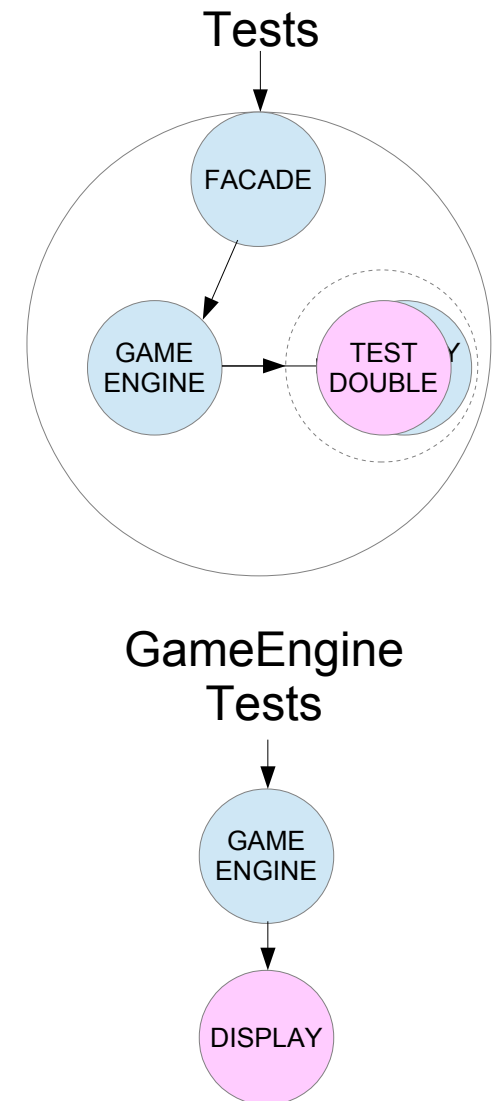 Tests
FACADE
GAME
ENGINE
TEST
DOUBLE
Y
GameEngine
Tests
GAME
ENGINE
DISPLAY